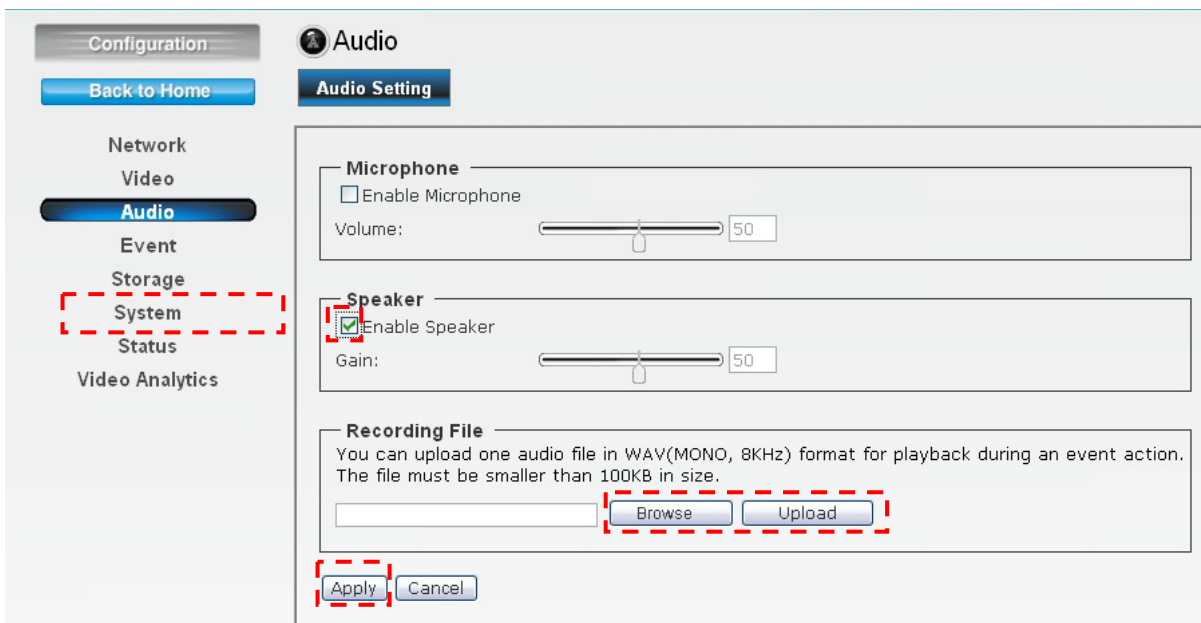 Configuration
Back to Home
Network
Video
Audio
Event
Storage
System
Status
Video Analytics
Audio
Audio Setting
Microphone
Enable Microphone
Volume: 50
Speaker
Enable Speaker
Gain: 50
Recording File
You can upload one audio file in WAV(MONO, 8KHz) format for playback during an event action.
The file must be smaller than 100KB in size.
Browse Upload
Apply Cancel